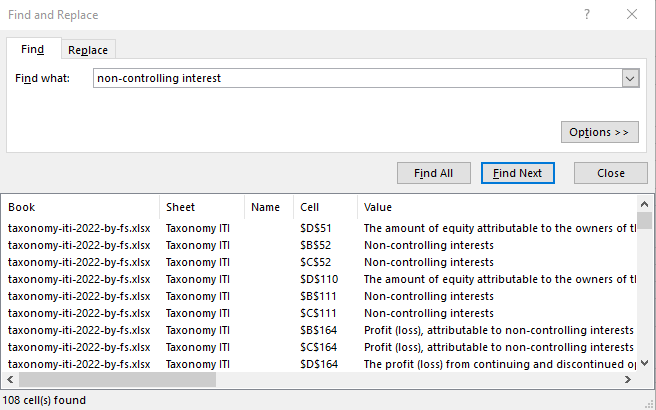 Find and Replace
Find Replace
Find what: non-controlling interest
Options >>
Find All Find Next Close
Book Sheet Name Cell Value
taxonomy-iti-2022-by-fs.xlsx Taxonomy ITI $D$51 The amount of equity attributable to the owners of th
taxonomy-iti-2022-by-fs.xlsx Taxonomy ITI $B$52 Non-controlling interests
taxonomy-iti-2022-by-fs.xlsx Taxonomy ITI $C$52 Non-controlling interests
taxonomy-iti-2022-by-fs.xlsx Taxonomy ITI $D$110 The amount of equity attributable to the owners of th
taxonomy-iti-2022-by-fs.xlsx Taxonomy ITI $B$111 Non-controlling interests
taxonomy-iti-2022-by-fs.xlsx Taxonomy ITI $C$111 Non-controlling interests
taxonomy-iti-2022-by-fs.xlsx Taxonomy ITI $B$164 Profit (loss), attributable to non-controlling interests
taxonomy-iti-2022-by-fs.xlsx Taxonomy ITI $C$164 Profit (loss), attributable to non-controlling interests
taxonomy-iti-2022-by-fs.xlsx Taxonomy ITI $D$164 The profit (loss) from continuing and discontinued op
108 cell(s) found